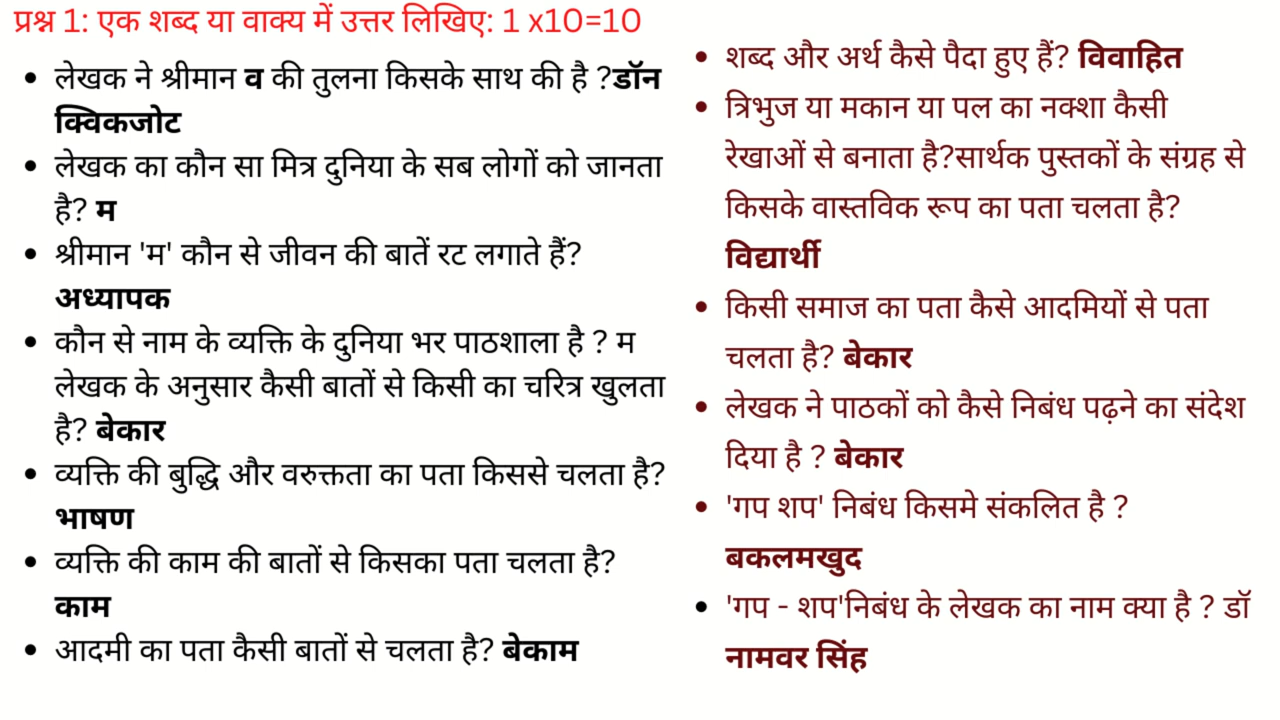 प्रश्न 1: एक शब्द या वाक्य में उत्तर लिखिए: 1 x10=10
लेखक ने श्रीमान व की तुलना किसके साथ की है ?डॉन
क्विकजोट
लेखक का कौन सा मित्र दुनिया के सब लोगों को जानता
है? म
श्रीमान 'म' कौन से जीवन की बातें रट लगाते हैं?
अध्यापक
कौन से नाम के व्यक्ति के दुनिया भर पाठशाला है ? म
लेखक के अनुसार कैसी बातों से किसी का चरित्र खुलता
है? बेकार
व्यक्ति की बुद्धि और वरुक्तता का पता किससे चलता है?
भाषण
व्यक्ति की काम की बातों से किसका पता चलता है?
काम
आदमी का पता कैसी बातों से चलता है? बेकाम
शब्द और अर्थ कैसे पैदा हुए हैं? विवाहित
त्रिभुज या मकान या पल का नक्शा कैसी
रेखाओं से बनाता है?सार्थक पुस्तकों के संग्रह से
किसके वास्तविक रूप का पता चलता है?
विद्यार्थी
किसी समाज का पता कैसे आदमियों से पता
चलता है? बेकार
लेखक ने पाठकों को कैसे निबंध पढ़ने का संदेश
दिया है ? बेकार
'गप शप' निबंध किसमे संकलित है ?
बकलमखुद
'गप - शप'निबंध के लेखक का नाम क्या है ? डॉ
नामवर सिंह